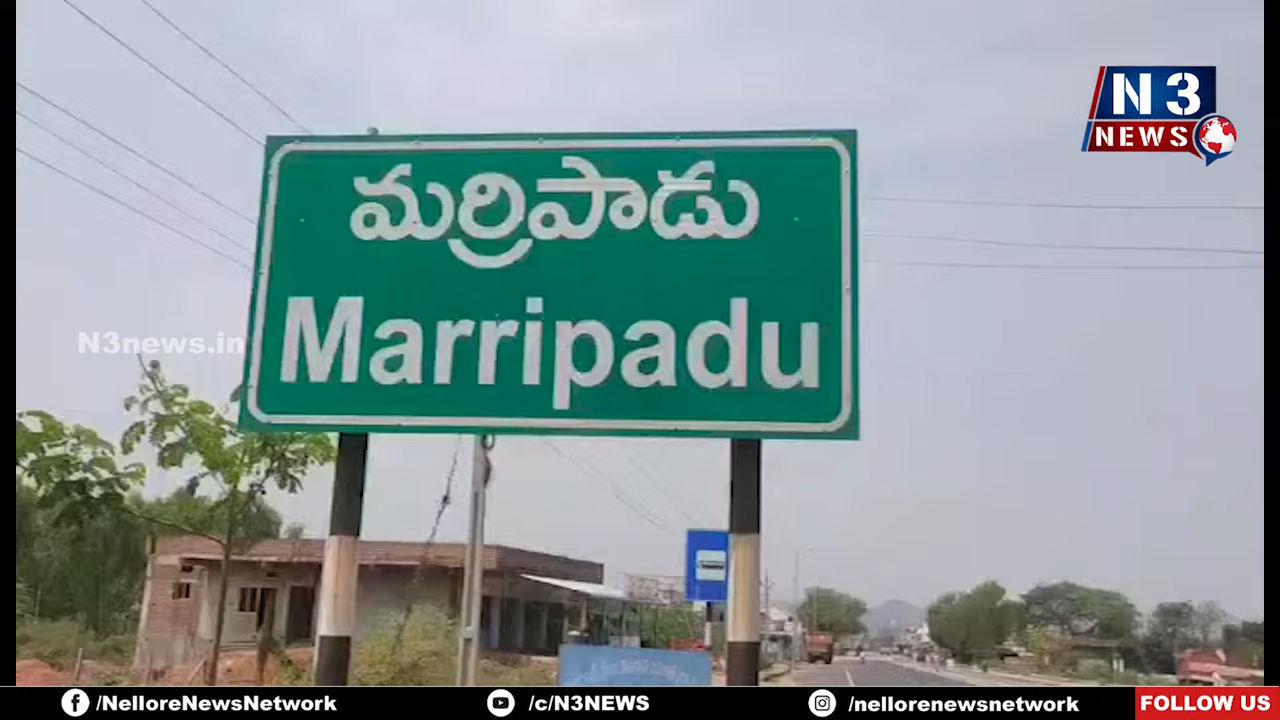 N3
NEWS
మర్రిపాడు
Marripadu
N3news.in
/NelloreNewsNetwork
/c/N3NEWS
/nellorenewsnetwork
FOLLOW US